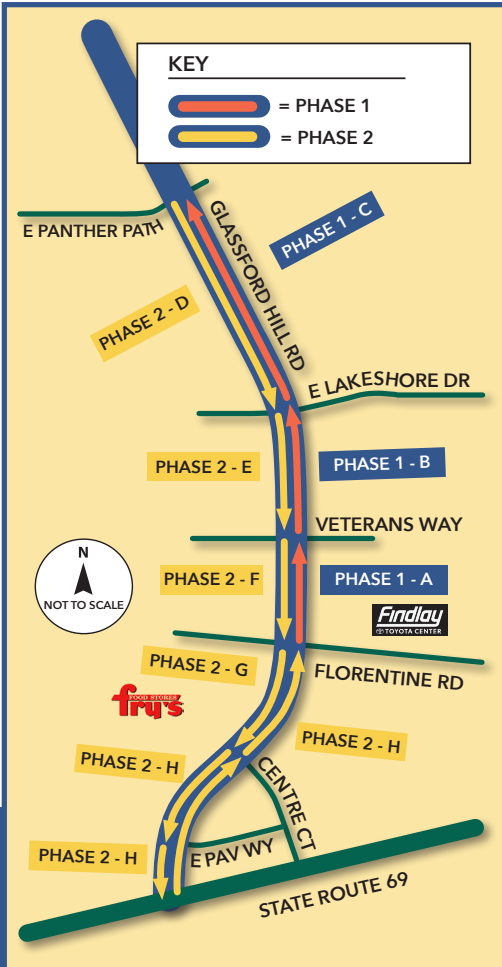 KEY
= PHASE 1
= PHASE 2
E PANTHER PATH
GLASSFORD HILL RD
PHASE 1 - C
PHASE 2 - D
E LAKESHORE DR
PHASE 2 - E
PHASE 1 - B
VETERANS WAY
N
NOT TO SCALE
PHASE 2 - F
PHASE 1 - A
Findlay
TOYOTA CENTER
PHASE 2 - G
FLORENTINE RD
FOOD STORES
fry's
PHASE 2 - H
PHASE 2 - H
CENTRE CT
PHASE 2 - H
E PAV WY
STATE ROUTE 69